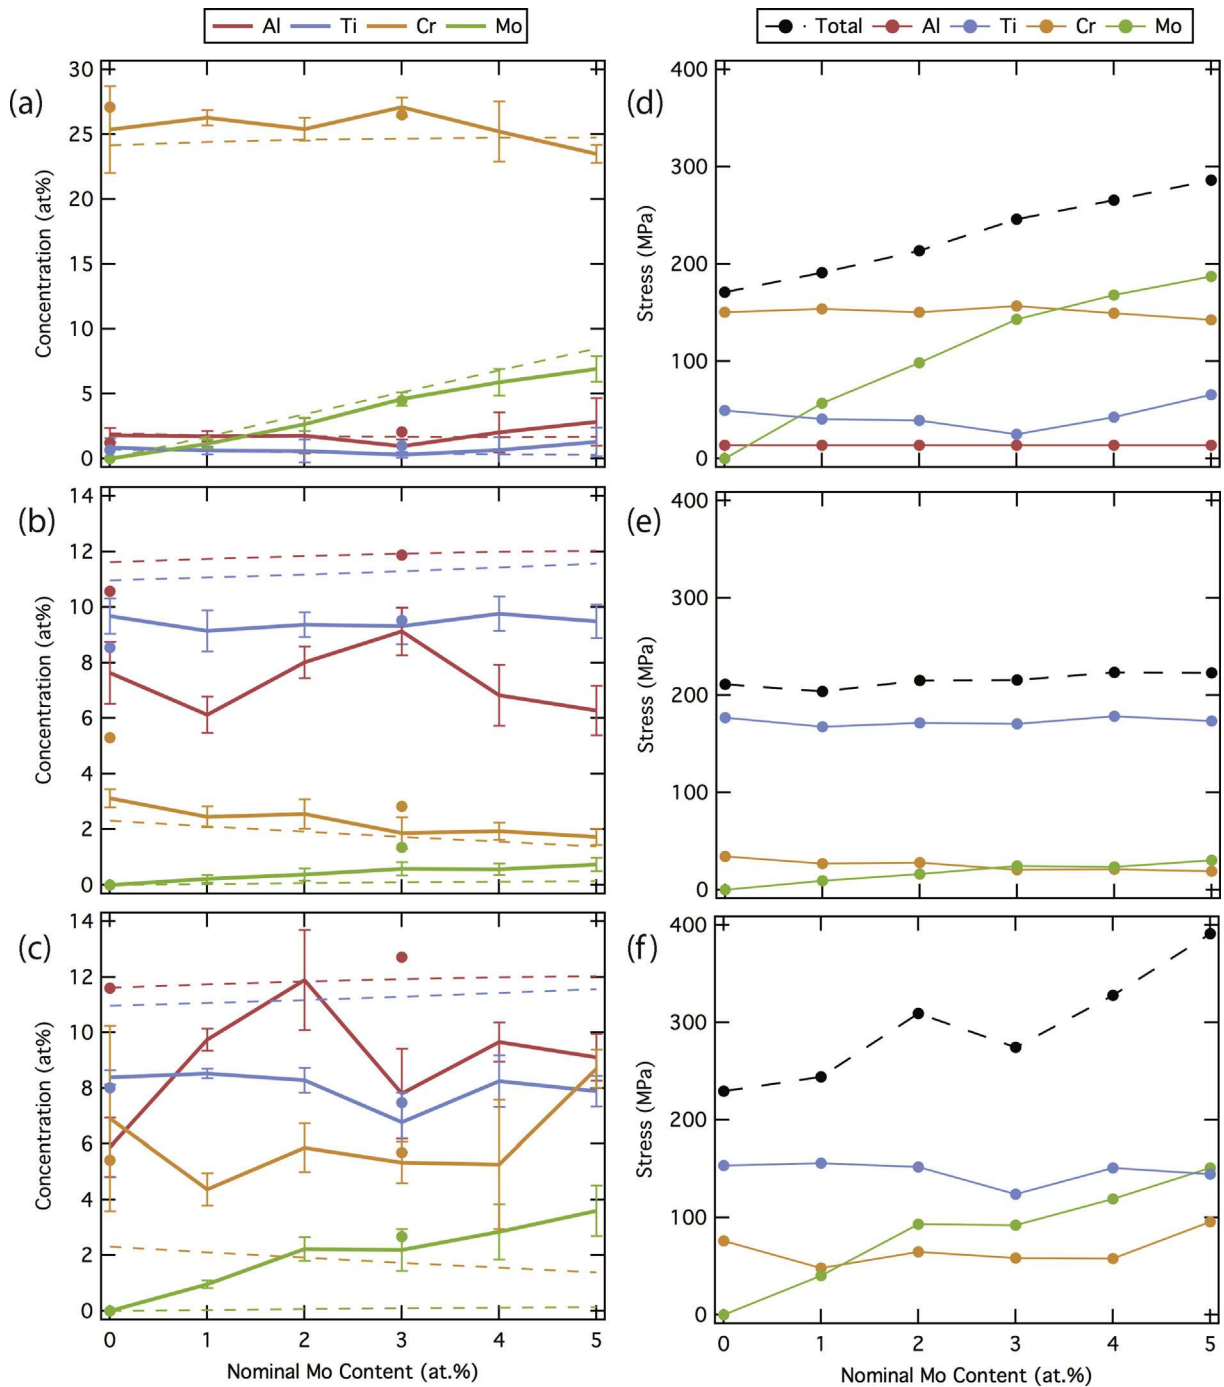 Al Ti Cr Mo
Total Al Ti Cr Mo
(a)
30
25
20
15
10
5
0
Concentration (at%)
(d)
400
300
200
100
0
Stress (MPa)
(b)
14
12
10
8
6
4
2
0
Concentration (at%)
(e)
400
300
200
100
0
Stress (MPa)
(c)
14
12
10
8
6
4
2
0
Concentration (at%)
0 1 2 3 4 5
Nominal Mo Content (at.%)
(f)
400
300
200
100
0
Stress (MPa)
0 1 2 3 4 5
Nominal Mo Content (at.%)